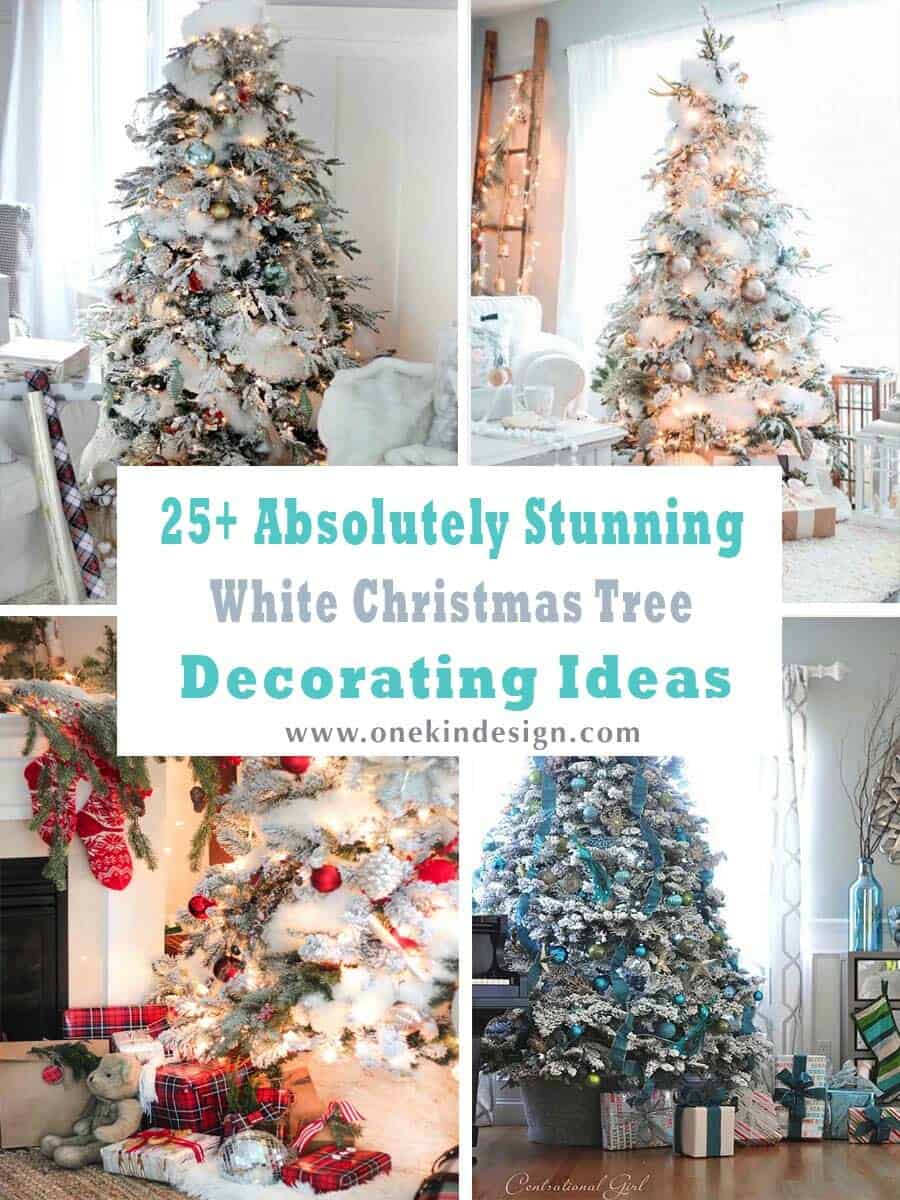 25+ Absolutely Stunning
White Christmas Tree
Decorating Ideas
www.onekindesign.com
Centsational Girl